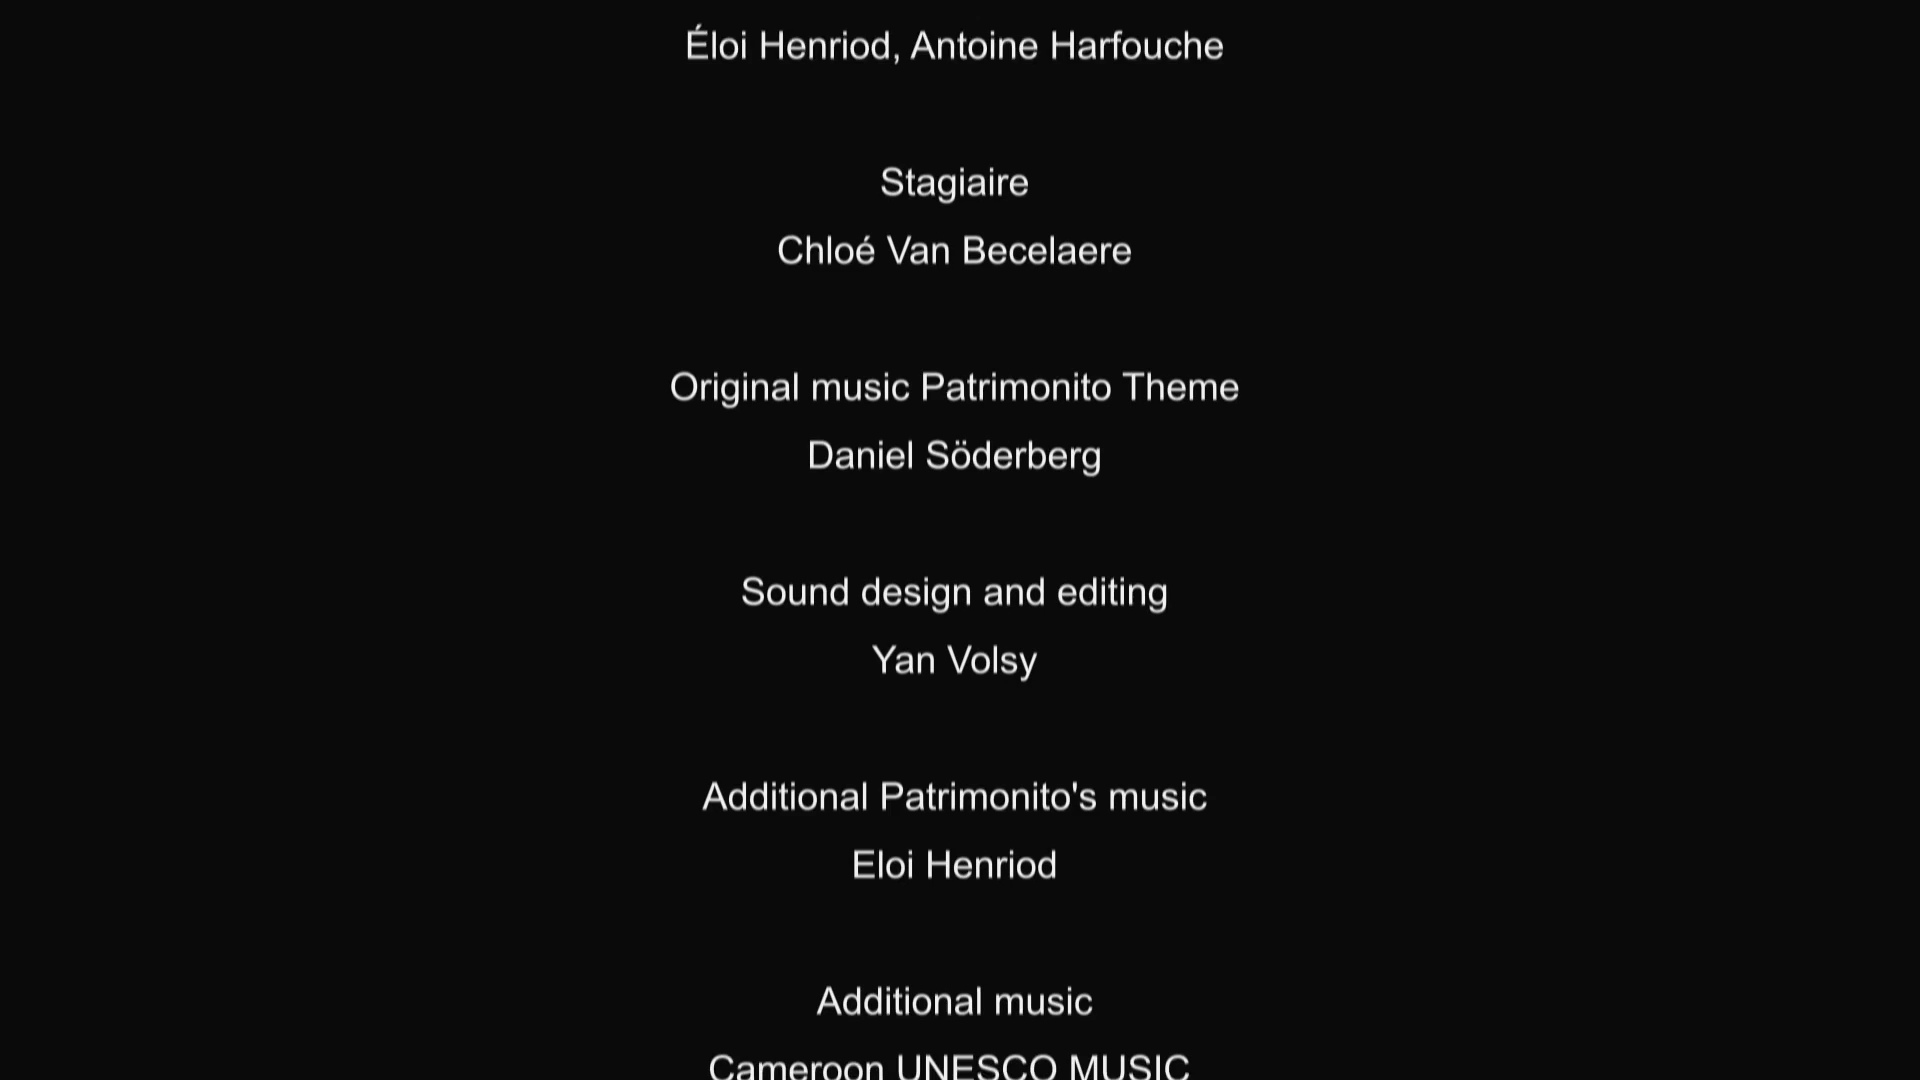 Éloi Henriod, Antoine Harfouche
Stagiaire
Chloé Van Becelaere
Original music Patrimonito Theme
Daniel Söderberg
Sound design and editing
Yan Volsy
Additional Patrimonito's music
Eloi Henriod
Additional music
Cameroon UNESCO MUSIC